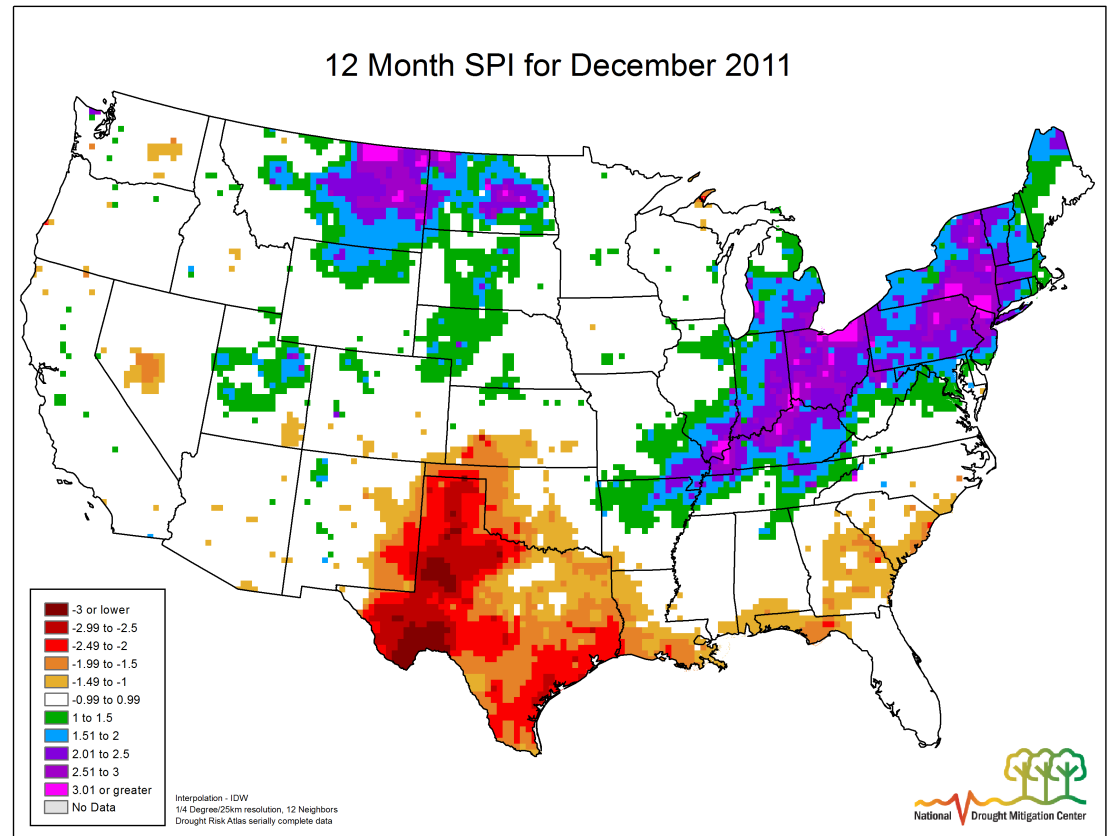 12 Month SPI for December 2011
-3 or lower
-2.99 to -2.5
-2.49 to -2
-1.99 to -1.5
-1.49 to -1
-0.99 to 0.99
1 to 1.5
1.51 to 2
2.01 to 2.5
2.51 to 3
3.01 or greater
No Data
Interpolation - IDW
1/4 Degree/25km resolution, 12 Neighbors
Drought Risk Atlas serially complete data
National Drought Mitigation Center